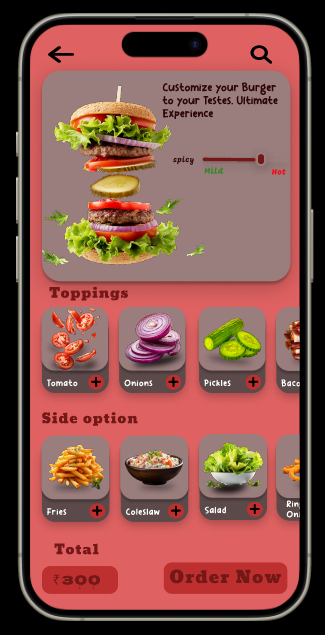 Customize your Burger
to your Testes. Ultimate
Experience
spicy
Mild Hot
Toppings
Tomato Onions Pickles Baco
Side option
Fries Coleslaw Salad Rin
Oni
Total
₹300 Order Now